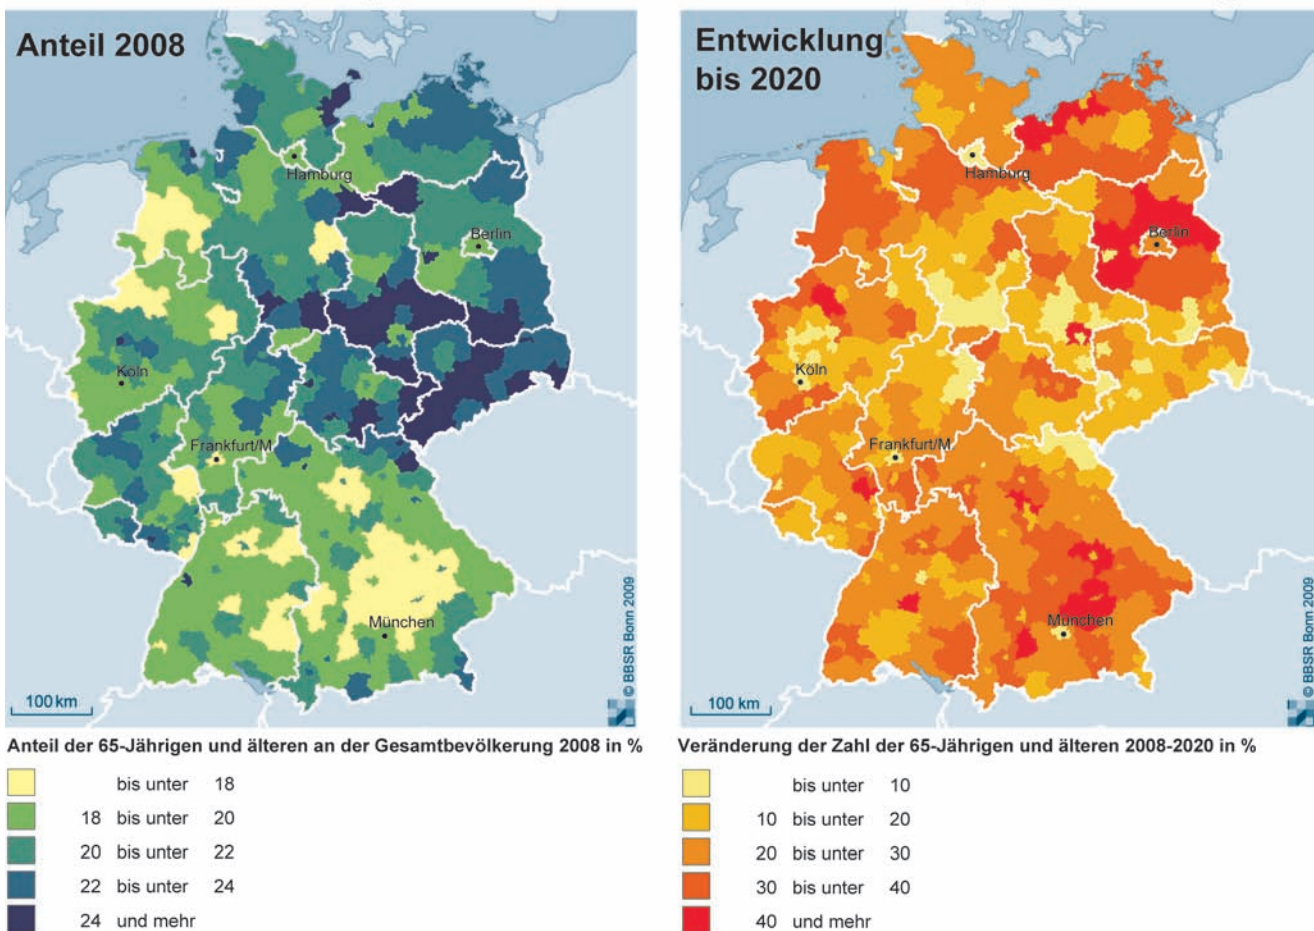 Anteil 2008
Hamburg
Berlin
Köln
Frankfurt/M
München
100 km
© BBSR Bonn 2009
Anteil der 65-Jährigen und älteren an der Gesamtbevölkerung 2008 in %
bis unter 18
18 bis unter 20
20 bis unter 22
22 bis unter 24
24 und mehr
Entwicklung
bis 2020
Hamburg
Berlin
Köln
Frankfurt/M
München
100 km
© BBSR Bonn 2009
Veränderung der Zahl der 65-Jährigen und älteren 2008-2020 in %
bis unter 10
10 bis unter 20
20 bis unter 30
30 bis unter 40
40 und mehr